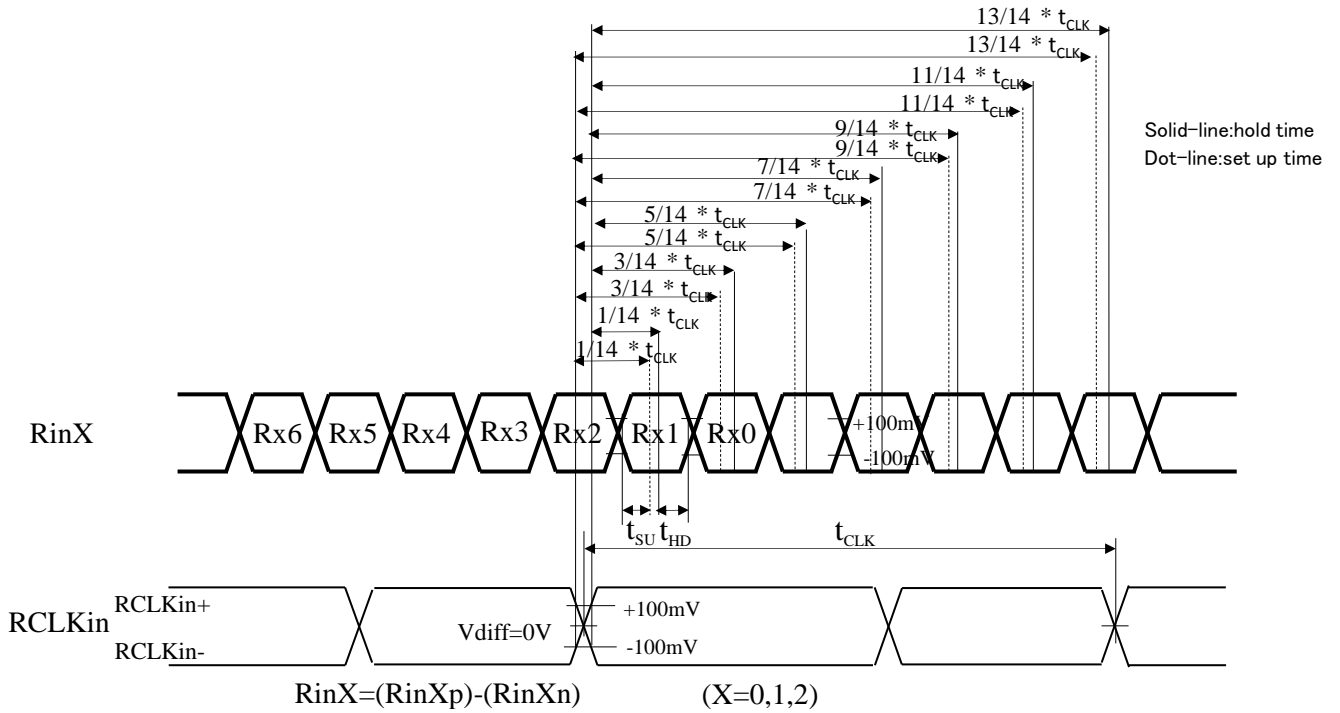 13/14 * tCLK
13/14 * tCLK
11/14 * tCLK
11/14 * tCLK
9/14 * tCLK
9/14 * tCLK
7/14 * tCLK
7/14 * tCLK
5/14 * tCLK
5/14 * tCLK
3/14 * tCLK
3/14 * tCLK
1/14 * tCLK
1/14 * tCLK
Solid-line:hold time
Dot-line:set up time
RinX
Rx6 Rx5 Rx4 Rx3 Rx2 Rx1 Rx0
+100mV
-100mV
tSU tHD
tCLK
RCLKin
RCLKin+
RCLKin-
Vdiff=0V
+100mV
-100mV
RinX=(RinXp)-(RinXn) (X=0,1,2)